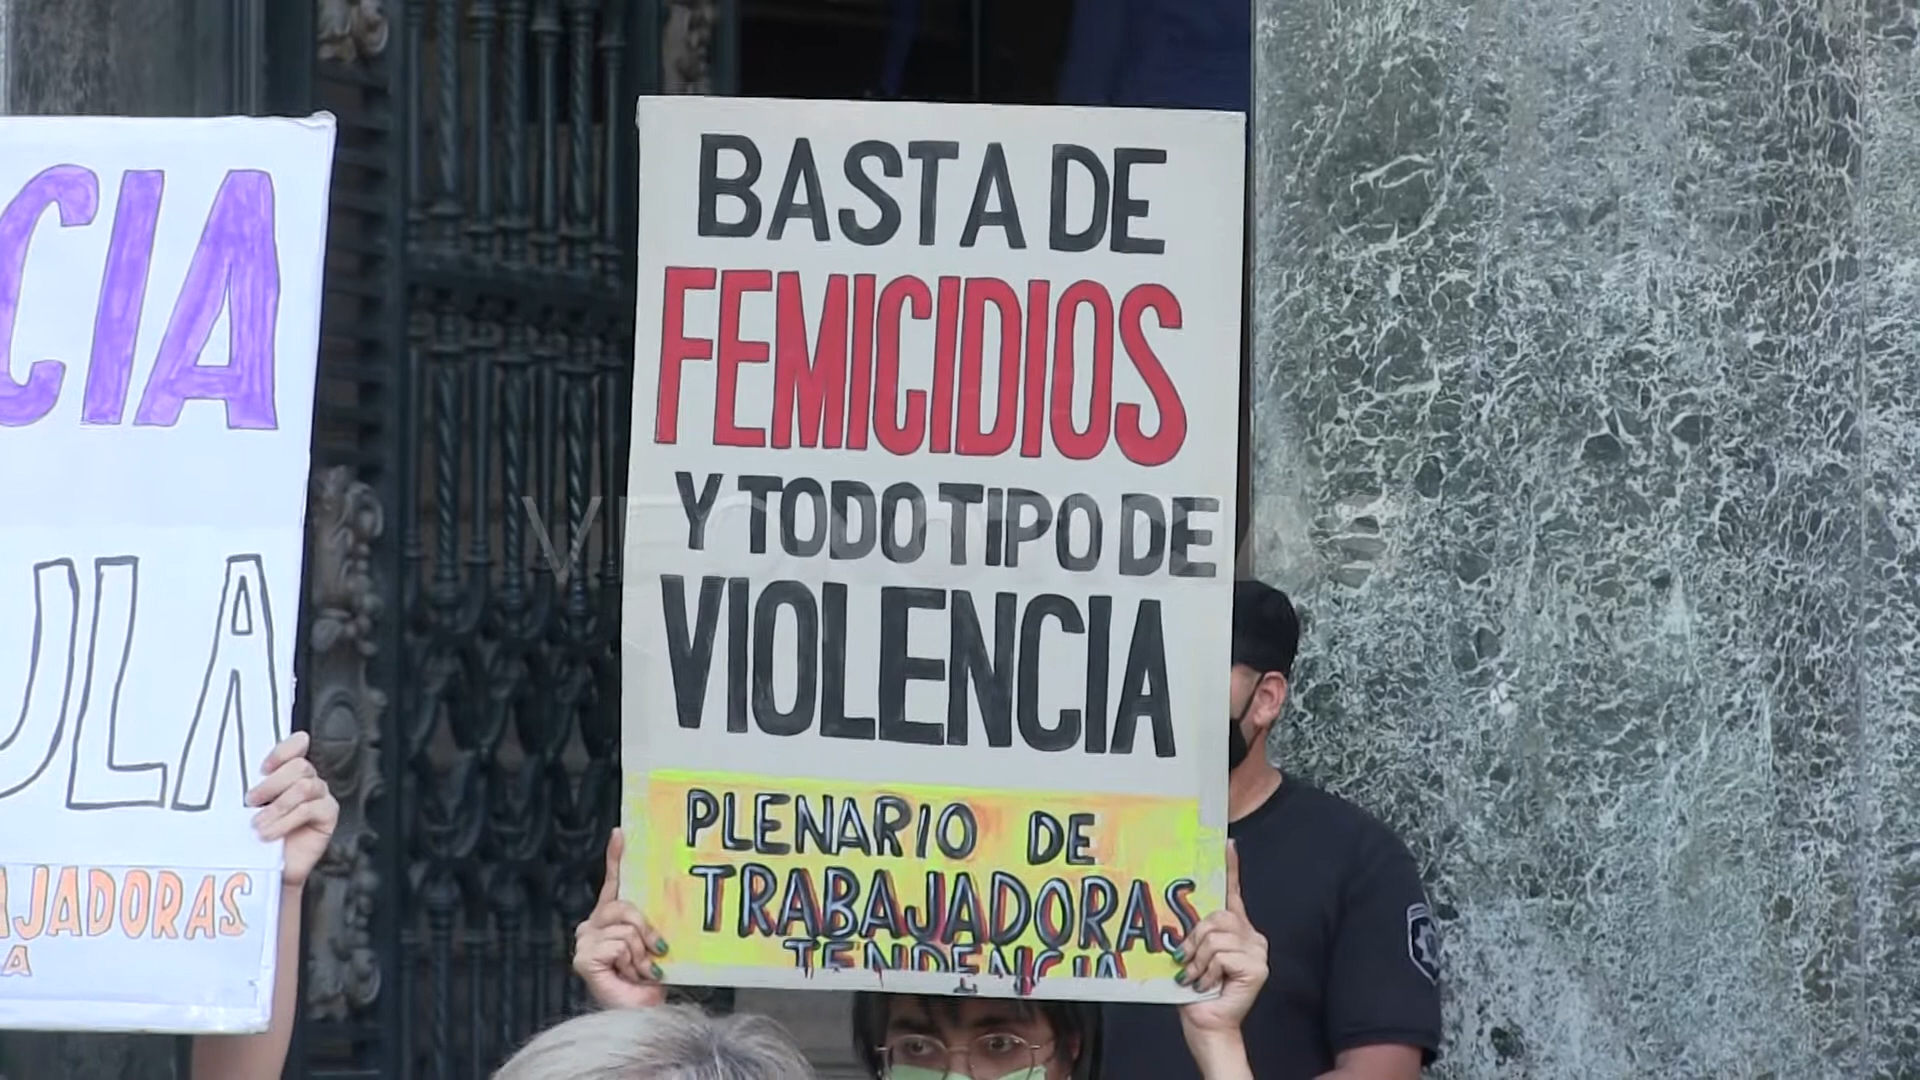 CIA
ULA
AJADORAS
A
BASTA DE
FEMICIDIOS
Y TODO TIPO DE
VIOLENCIA
PLENARIO DE
TRABAJADORAS
TENDENCIA